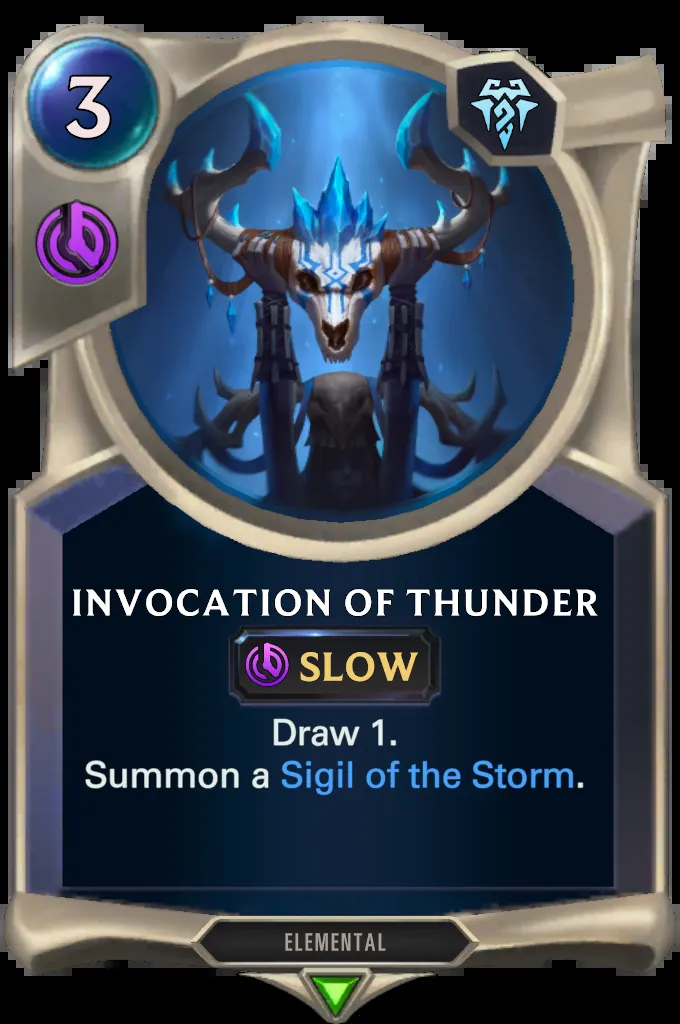 3
INVOCATION OF THUNDER
SLOW
Draw 1.
Summon a Sigil of the Storm.
ELEMENTAL